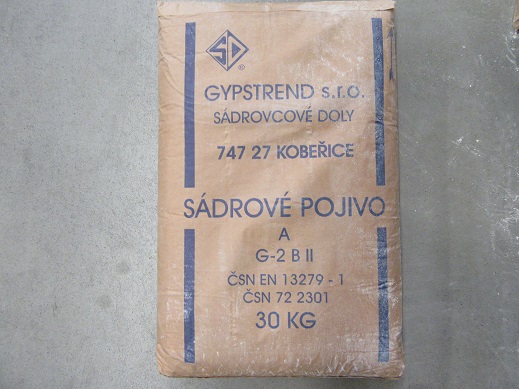 SD
®
GYPSTREND s.r.o.
SÁDROVCOVÉ DOLY
747 27 KOBEŘICE
SÁDROVÉ POJIVO
A
G-2 B II
ČSN EN 13279 - 1
ČSN 72 2301
30 KG